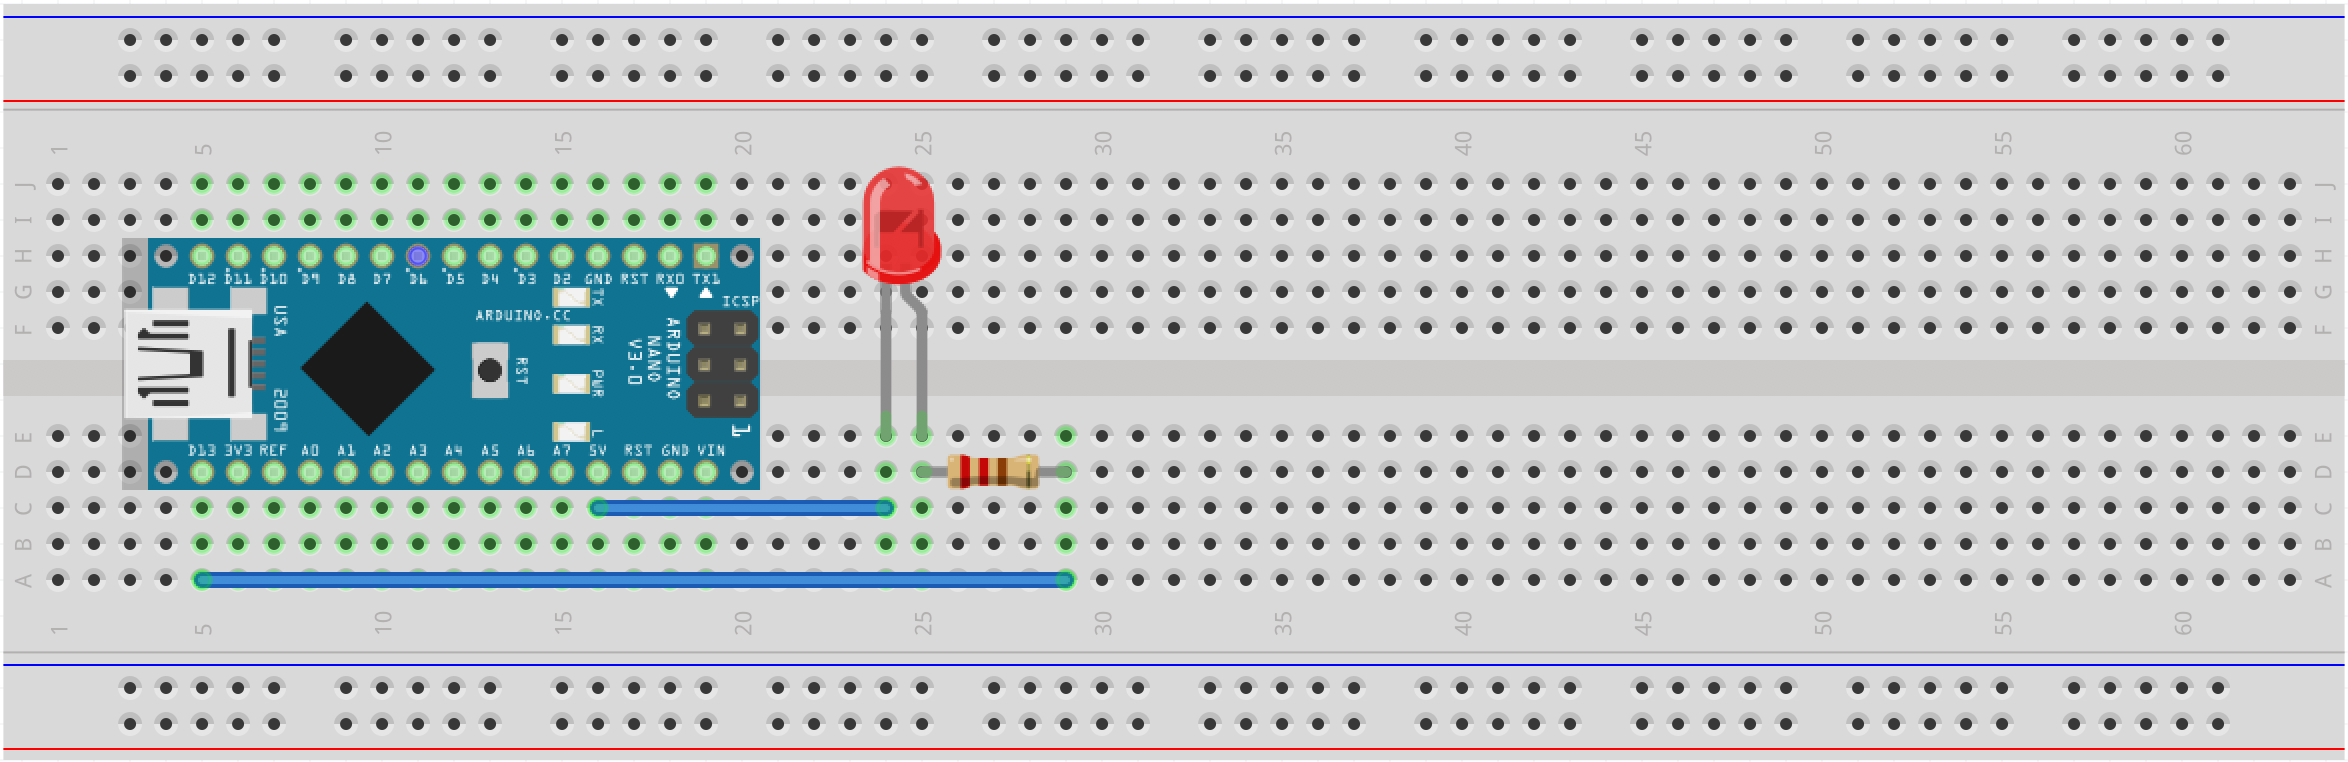 1 5 10 15 20 25 30 35 40 45 50 55 60
J J
I I
H H
G G
F F
D12 D11 D10 D9 D8 D7 D6 D5 D4 D3 D2 GND RST RX0 TX1
ICSP
TX
ARDUINO.CC
USA
RX
ARDUINO
NANO
V3.0
RST
PWR
2009
L
1
D13 3V3 REF A0 A1 A2 A3 A4 A5 A6 A7 5V RST GND VIN
E E
D D
C C
B B
A A
1 5 10 15 20 25 30 35 40 45 50 55 60